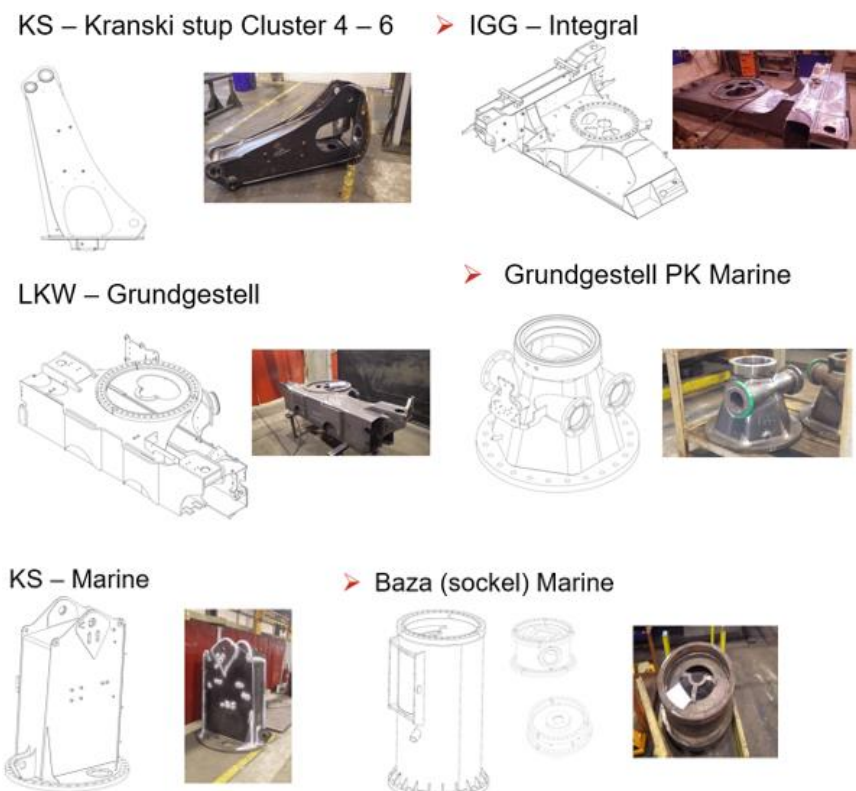 KS – Kranski stup Cluster 4 – 6
➤ IGG – Integral
LKW – Grundgestell
➤ Grundgestell PK Marine
KS – Marine
➤ Baza (sockel) Marine